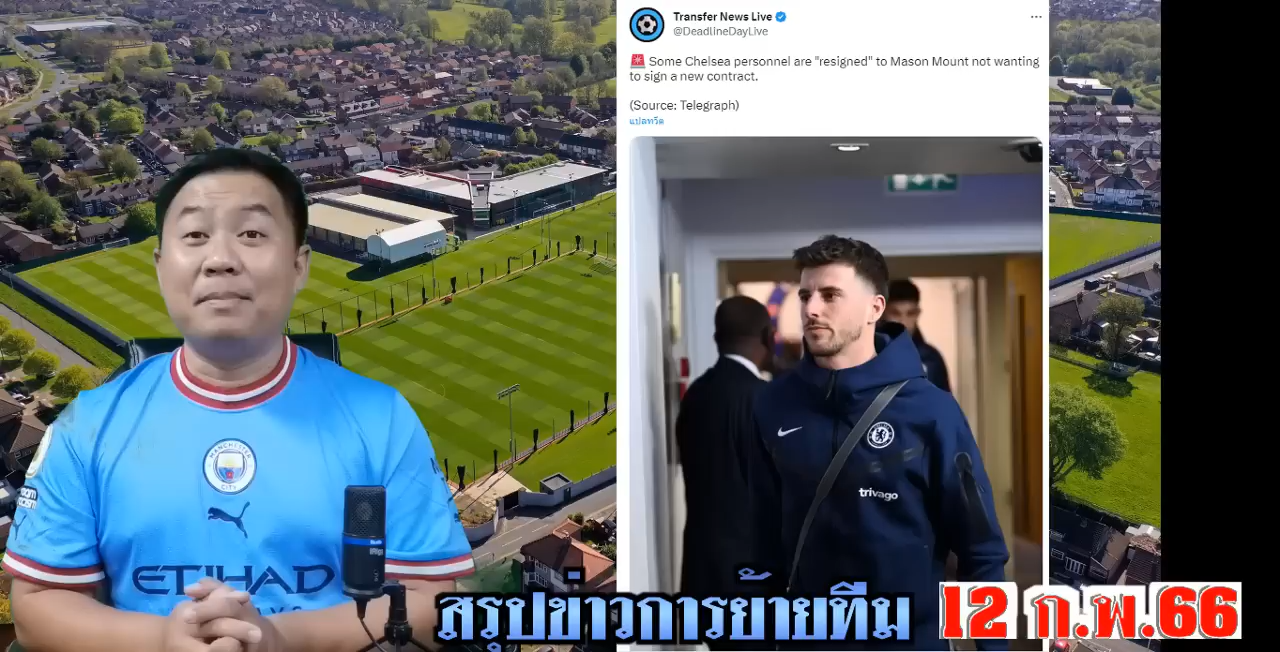 Transfer News Live
@DeadlineDayLive
🚨 Some Chelsea personnel are "resigned" to Mason Mount not wanting
to sign a new contract.
(Source: Telegraph)
แปลทวีต
MANCHESTER
CITY
ETIHAD
trivago
สรุปข่าวการย้ายทีม 12 ก.พ.66